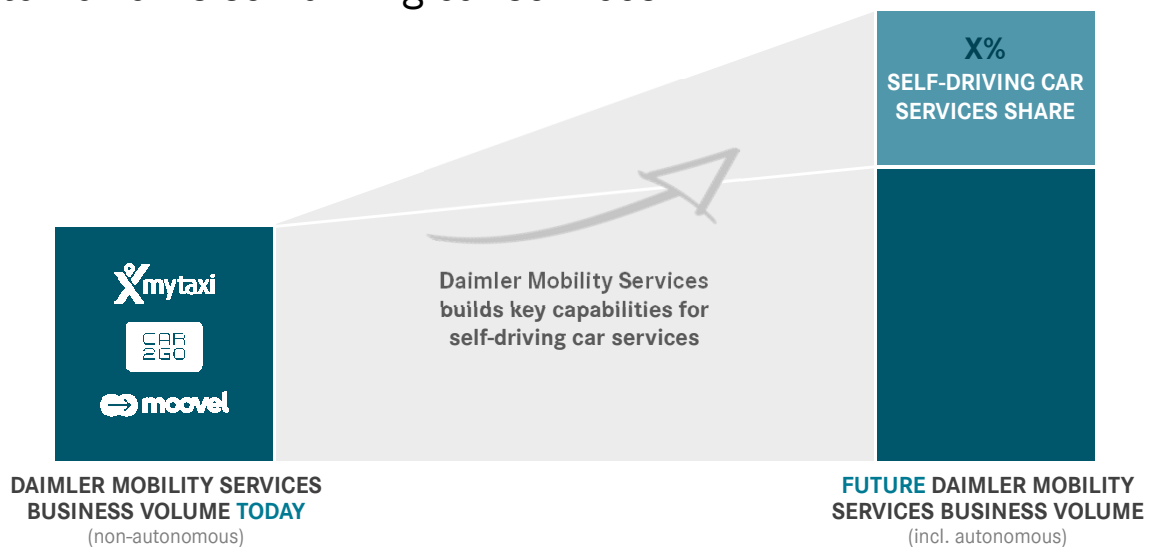 X%
SELF-DRIVING CAR
SERVICES SHARE
mytaxi
CAR
2GO
moovel
Daimler Mobility Services
builds key capabilities for
self-driving car services
DAIMLER MOBILITY SERVICES
BUSINESS VOLUME TODAY
(non-autonomous)
FUTURE DAIMLER MOBILITY
SERVICES BUSINESS VOLUME
(incl. autonomous)